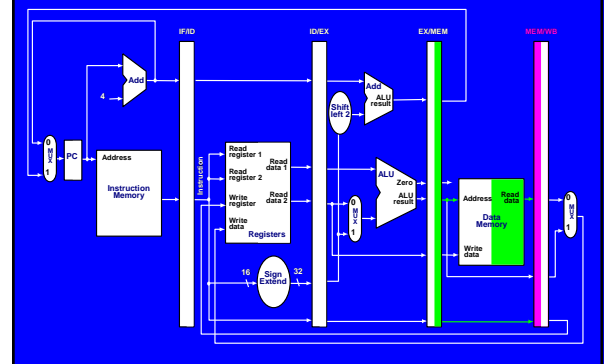 IF/ID
ID/EX
EX/MEM
MEM/WB
Add
4
Add
ALU
result
Shift
left 2
0
M
U
X
1
PC
Address
Instruction
Memory
Instruction
Read
register 1
Read
register 2
Write
register
Write
data
Read
data 1
Read
data 2
Registers
ALU
Zero
ALU
result
0
M
U
X
1
Address
Read
data
Data
Memory
Write
data
0
M
U
X
1
16
Sign
Extend
32